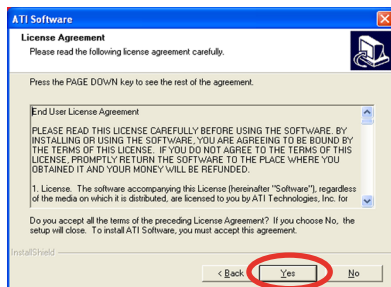 ATI Software
License Agreement
Please read the following license agreement carefully.
Press the PAGE DOWN key to see the rest of the agreement.
End User License Agreement
PLEASE READ THIS LICENSE CAREFULLY BEFORE USING THE SOFTWARE. BY
INSTALLING OR USING THE SOFTWARE, YOU ARE AGREEING TO BE BOUND BY
THE TERMS OF THIS LICENSE. IF YOU DO NOT AGREE TO THE TERMS OF THIS
LICENSE, PROMPTLY RETURN THE SOFTWARE TO THE PLACE WHERE YOU
OBTAINED IT AND YOUR MONEY WILL BE REFUNDED.
1. License. The software accompanying this License (hereinafter "Software"), regardless
of the media on which it is distributed, are licensed to you by ATI Technologies, Inc. for
Do you accept all the terms of the preceding License Agreement? If you choose No, the
setup will close. To install ATI Software, you must accept this agreement.
InstallShield
< Back Yes No